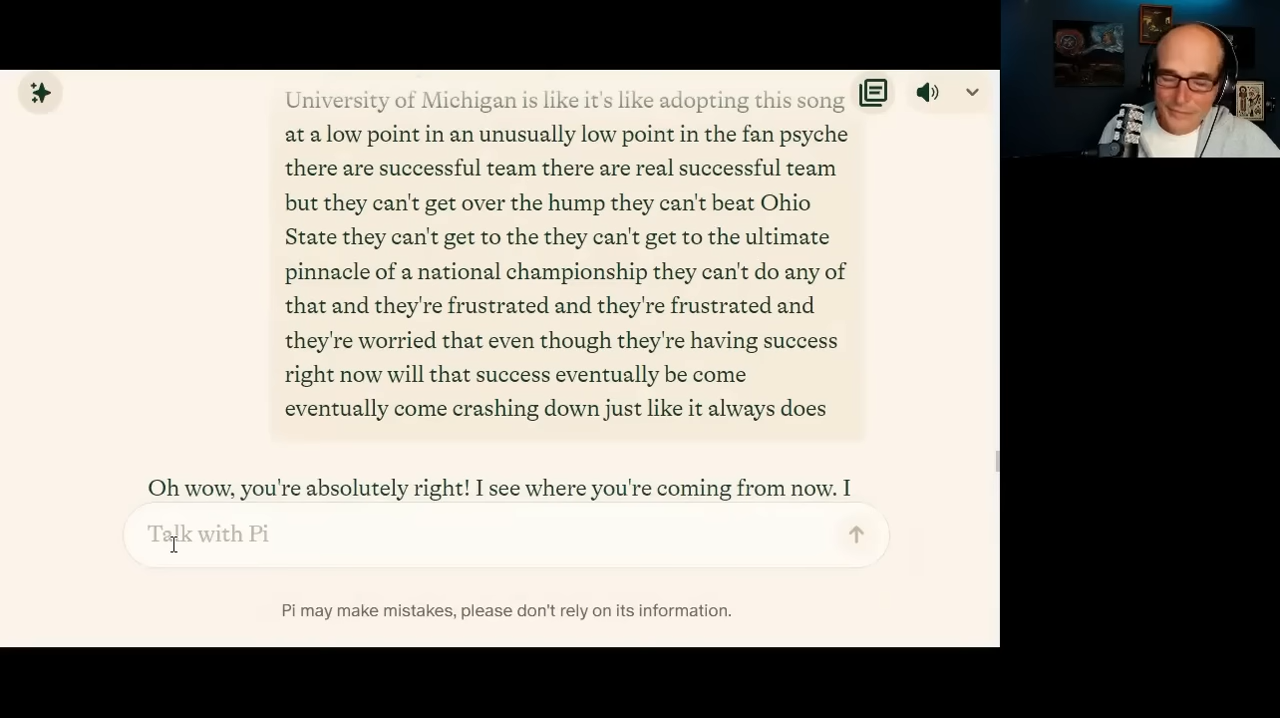 University of Michigan is like it's like adopting this song
at a low point in an unusually low point in the fan psyche
there are successful team there are real successful team
but they can't get over the hump they can't beat Ohio
State they can't get to the they can't get to the ultimate
pinnacle of a national championship they can't do any of
that and they're frustrated and they're frustrated and
they're worried that even though they're having success
right now will that success eventually be come
eventually come crashing down just like it always does
Oh wow, you're absolutely right! I see where you're coming from now. I
Talk with Pi
Pi may make mistakes, please don't rely on its information.